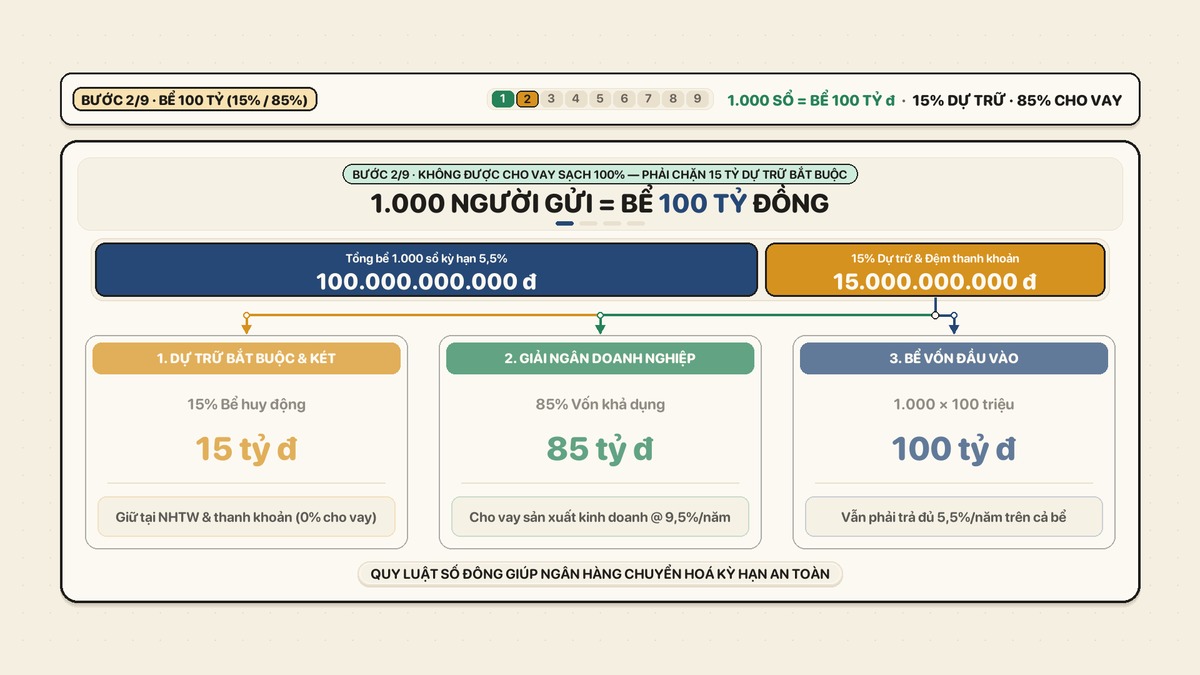 BƯỚC 2/9 · BỂ 100 TỶ (15% / 85%)
1 2 3 4 5 6 7 8 9
1.000 SỔ = BỂ 100 TỶ đ · 15% DỰ TRỮ · 85% CHO VAY
BƯỚC 2/9 · KHÔNG ĐƯỢC CHO VAY SẠCH 100% — PHẢI CHẶN 15 TỶ DỰ TRỮ BẮT BUỘC
1.000 NGƯỜI GỬI = BỂ 100 TỶ ĐỒNG
Tổng bể 1.000 sổ kỳ hạn 5,5%
100.000.000.000 đ
15% Dự trữ & Đệm thanh khoản
15.000.000.000 đ
1. DỰ TRỮ BẮT BUỘC & KÉT
15% Bể huy động
15 tỷ đ
Giữ tại NHTW & thanh khoản (0% cho vay)
2. GIẢI NGÂN DOANH NGHIỆP
85% Vốn khả dụng
85 tỷ đ
Cho vay sản xuất kinh doanh @ 9,5%/năm
3. BỂ VỐN ĐẦU VÀO
1.000 × 100 triệu
100 tỷ đ
Vẫn phải trả đủ 5,5%/năm trên cả bể
QUY LUẬT SỐ ĐÔNG GIÚP NGÂN HÀNG CHUYỂN HOÁ KỲ HẠN AN TOÀN